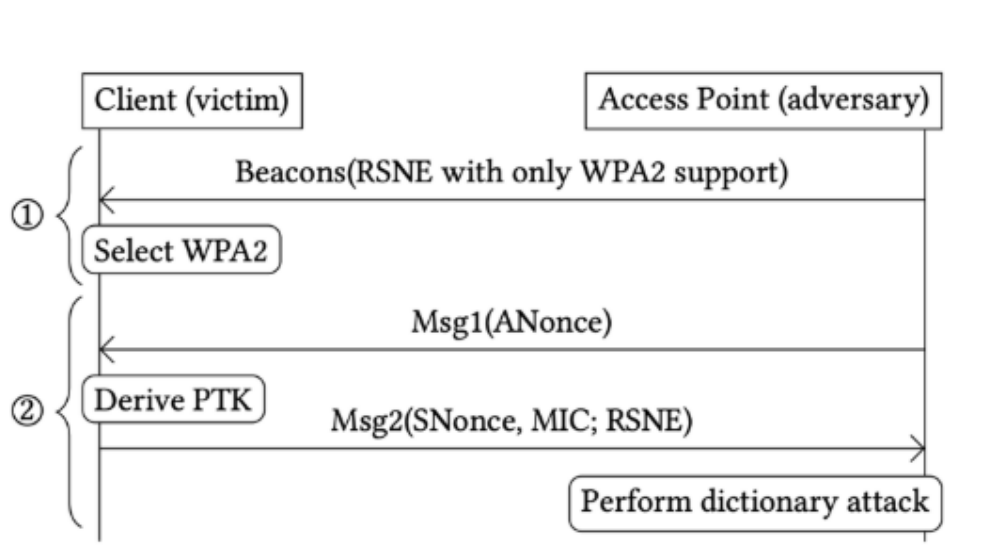 Client (victim)
Access Point (adversary)
Beacons(RSNE with only WPA2 support)
①
Select WPA2
Msg1(ANonce)
②
Derive PTK
Msg2(SNonce, MIC; RSNE)
Perform dictionary attack